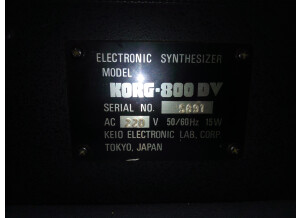 ELECTRONIC SYNTHESIZER
MODEL
KORG-800 DV
SERIAL NO.
AC 220 V 50/60Hz 15W
KEIO ELECTRONIC LAB, CORP
TOKYO, JAPAN